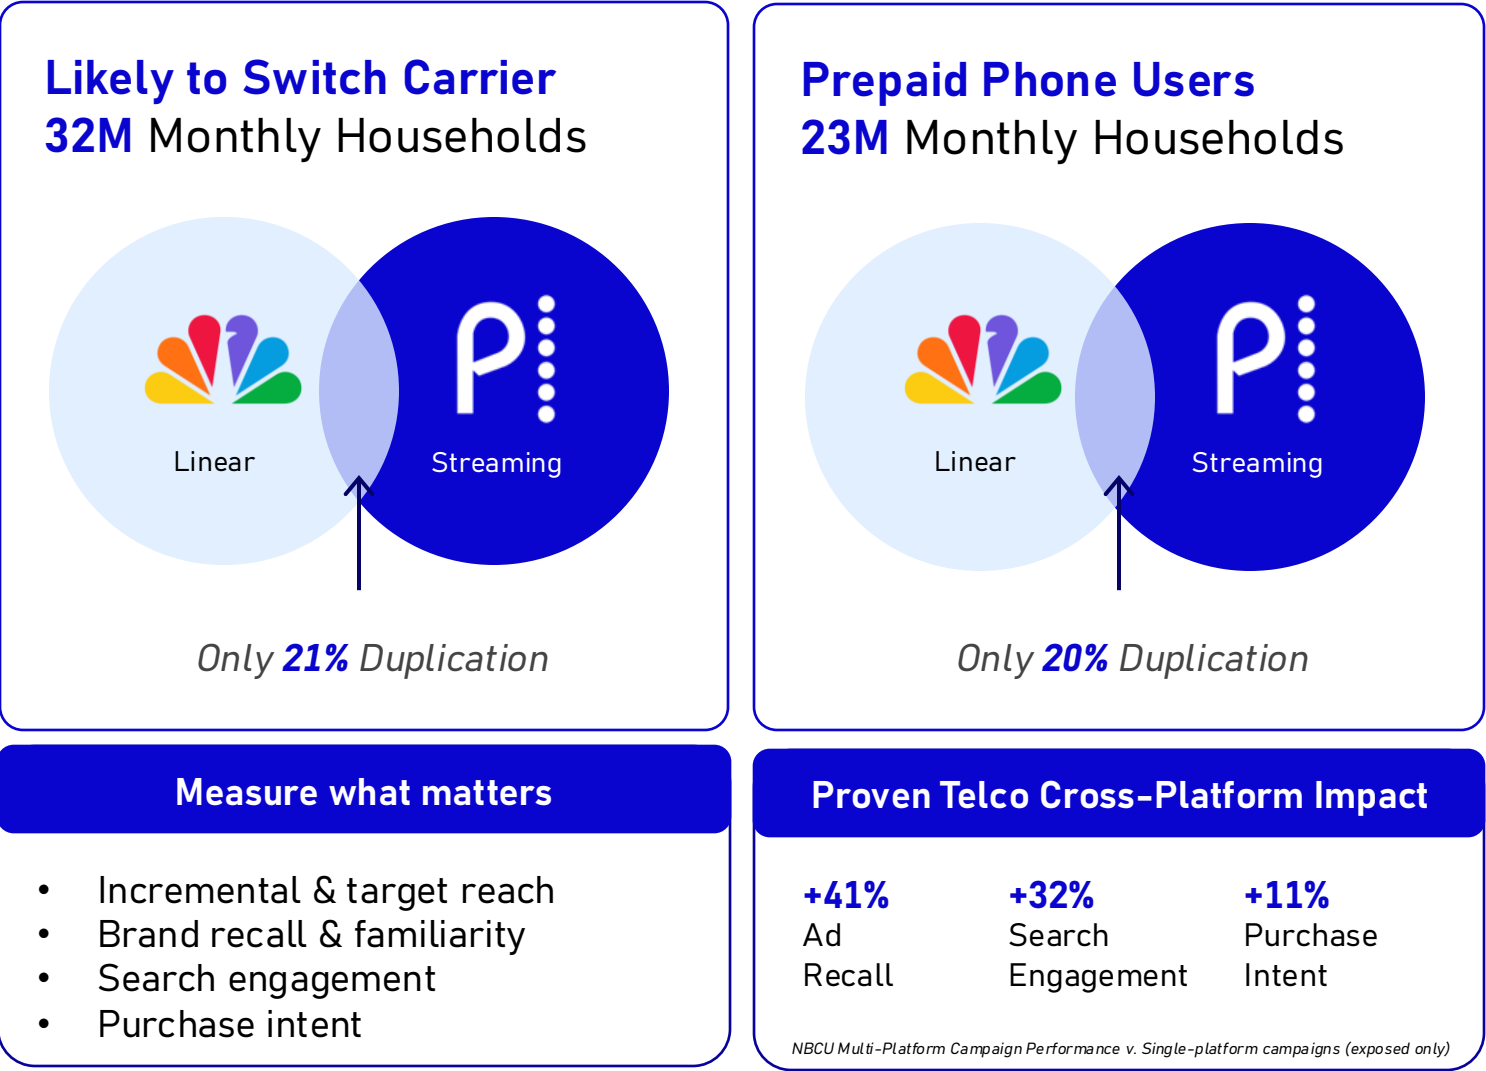 Likely to Switch Carrier
32M Monthly Households
Linear
Streaming
Only 21% Duplication
Prepaid Phone Users
23M Monthly Households
Linear
Streaming
Only 20% Duplication
Measure what matters
• Incremental & target reach
• Brand recall & familiarity
• Search engagement
• Purchase intent
Proven Telco Cross-Platform Impact
+41%
Ad
Recall
+32%
Search
Engagement
+11%
Purchase
Intent
NBCU Multi-Platform Campaign Performance v. Single-platform campaigns (exposed only)